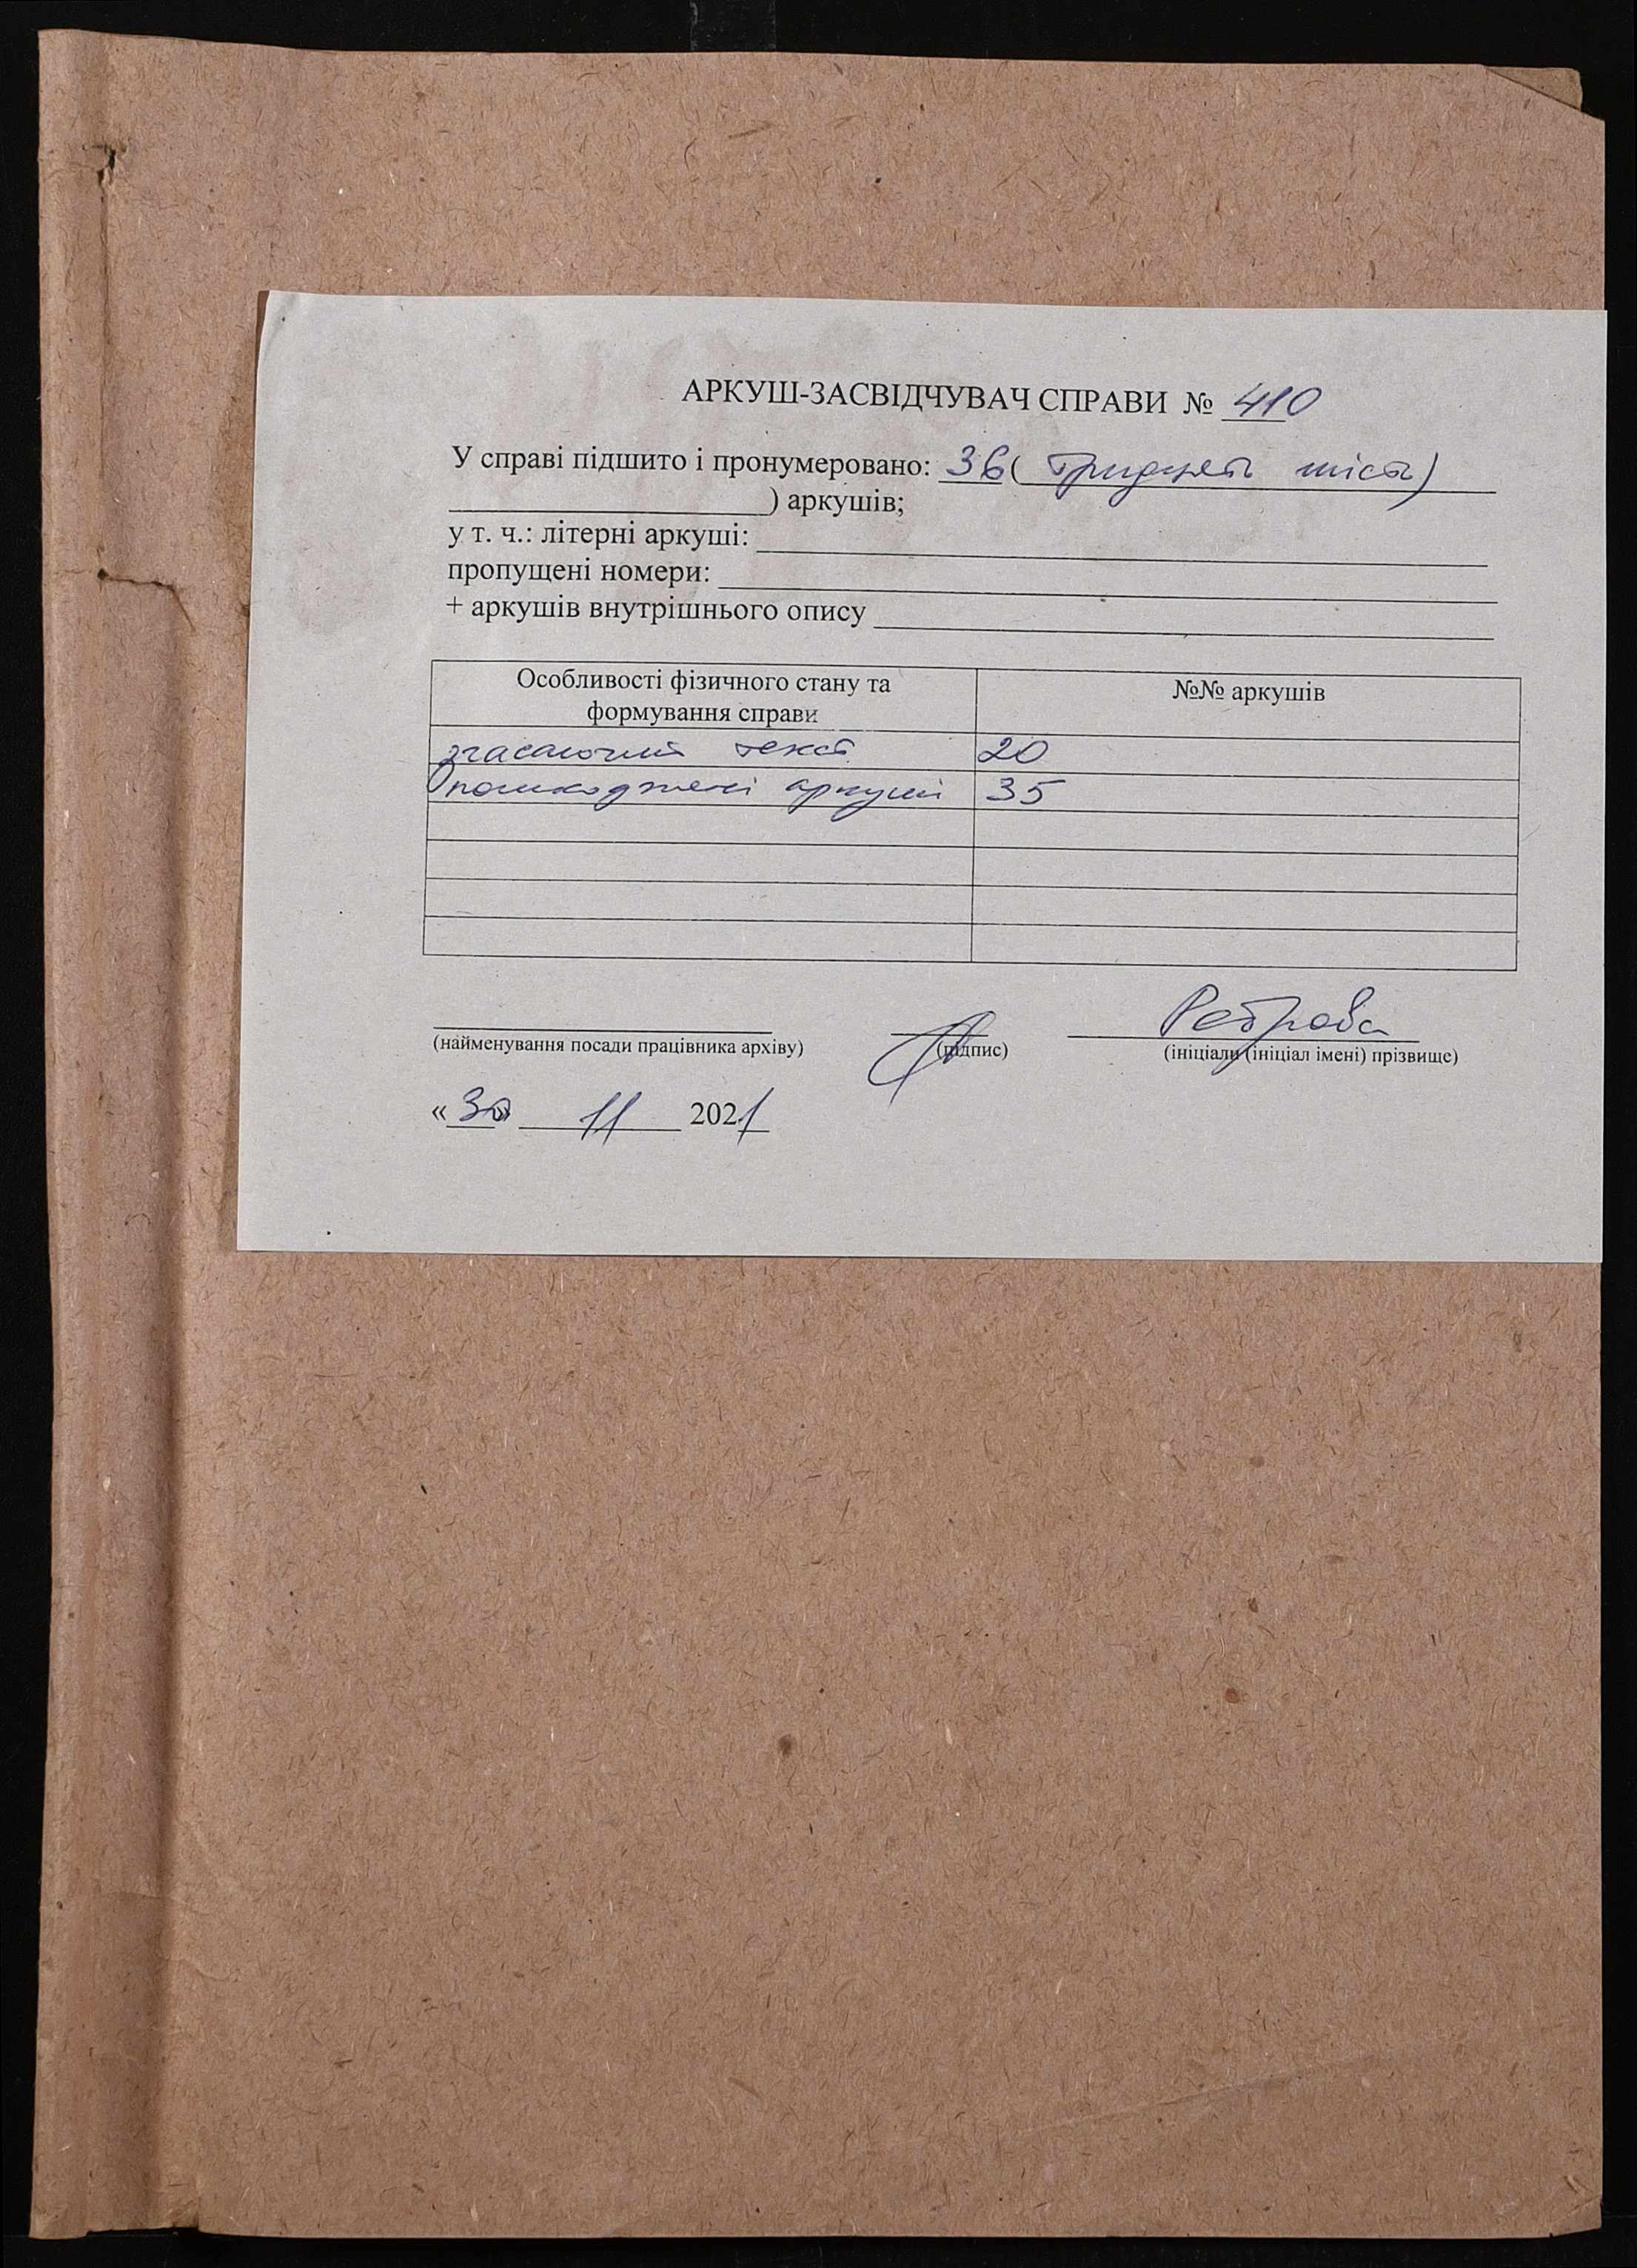 АРКУШ-ЗАСВІДЧУВАЧ СПРАВИ № 410
У справі підшито і пронумеровано: 36 ( тридцять шість)
) аркушів;
у т. ч.: літерні аркуші:
пропущені номери:
+ аркушів внутрішнього опису
Особливості фізичного стану та формування справи №№ аркушів
згасаючий текст 20
пошкоджені аркуші 35
Реброва
(найменування посади працівника архіву) (підпис) (ініціали (ініціал імені) прізвище)
«30» 11 2021